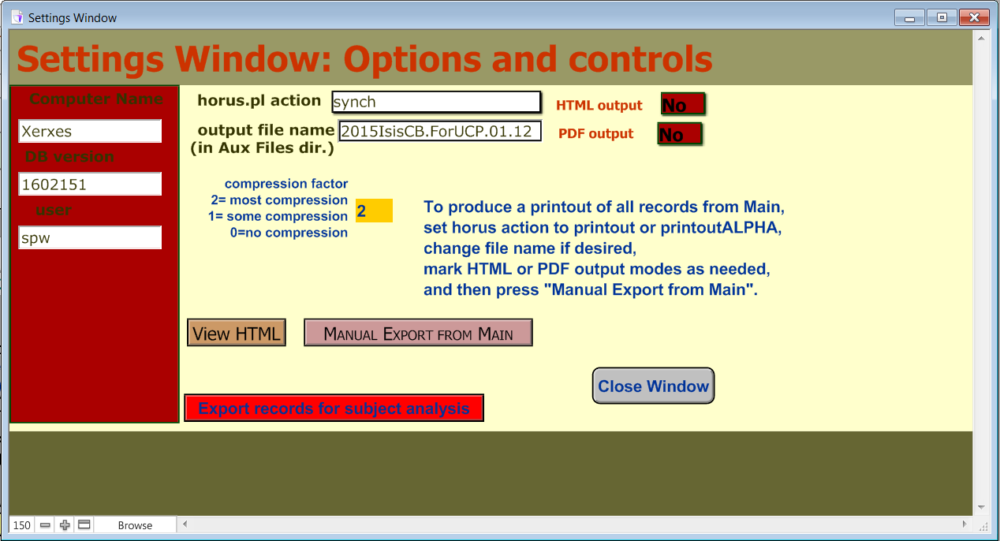 Settings Window
Settings Window: Options and controls
Computer Name
Xerxes
DB version
1602151
user
spw
horus.pl action
synch
HTML output
No
output file name
(in Aux Files dir.)
2015IsisCB.ForUCP.01.12
PDF output
No
compression factor
2= most compression
1= some compression
0=no compression
2
To produce a printout of all records from Main,
set horus action to printout or printoutALPHA,
change file name if desired,
mark HTML or PDF output modes as needed,
and then press "Manual Export from Main".
View HTML
Manual Export from Main
Close Window
Export records for subject analysis
150
Browse